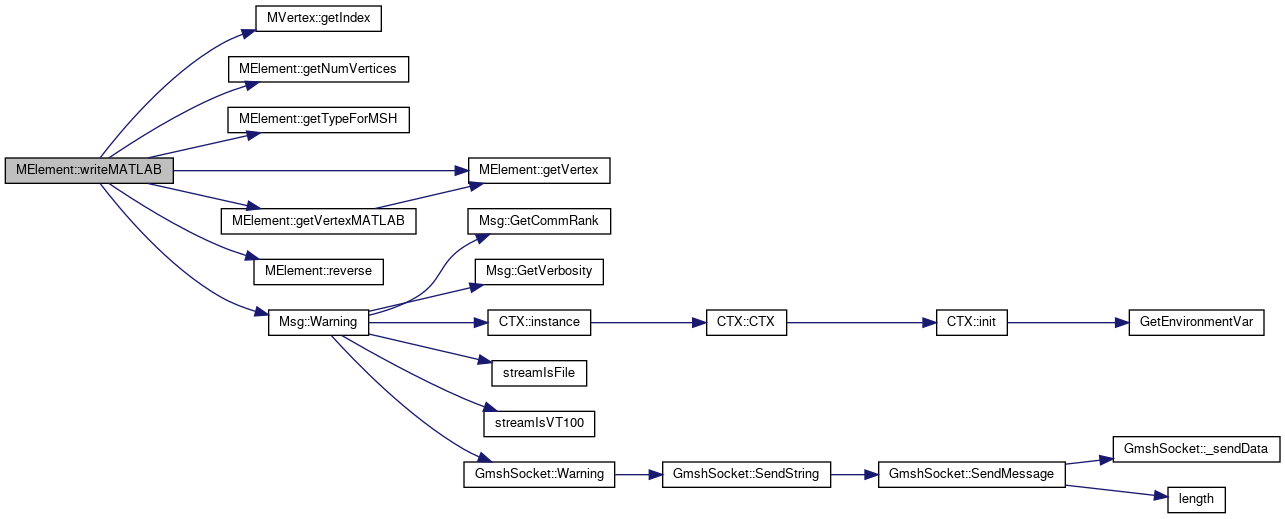 MVertex::getIndex
MElement::getNumVertices
MElement::getTypeForMSH
MElement::writeMATLAB
MElement::getVertex
MElement::getVertexMATLAB
Msg::GetCommRank
MElement::reverse
Msg::GetVerbosity
Msg::Warning
CTX::instance
CTX::CTX
CTX::init
GetEnvironmentVar
streamIsFile
streamIsVT100
GmshSocket::_sendData
GmshSocket::Warning
GmshSocket::SendString
GmshSocket::SendMessage
length